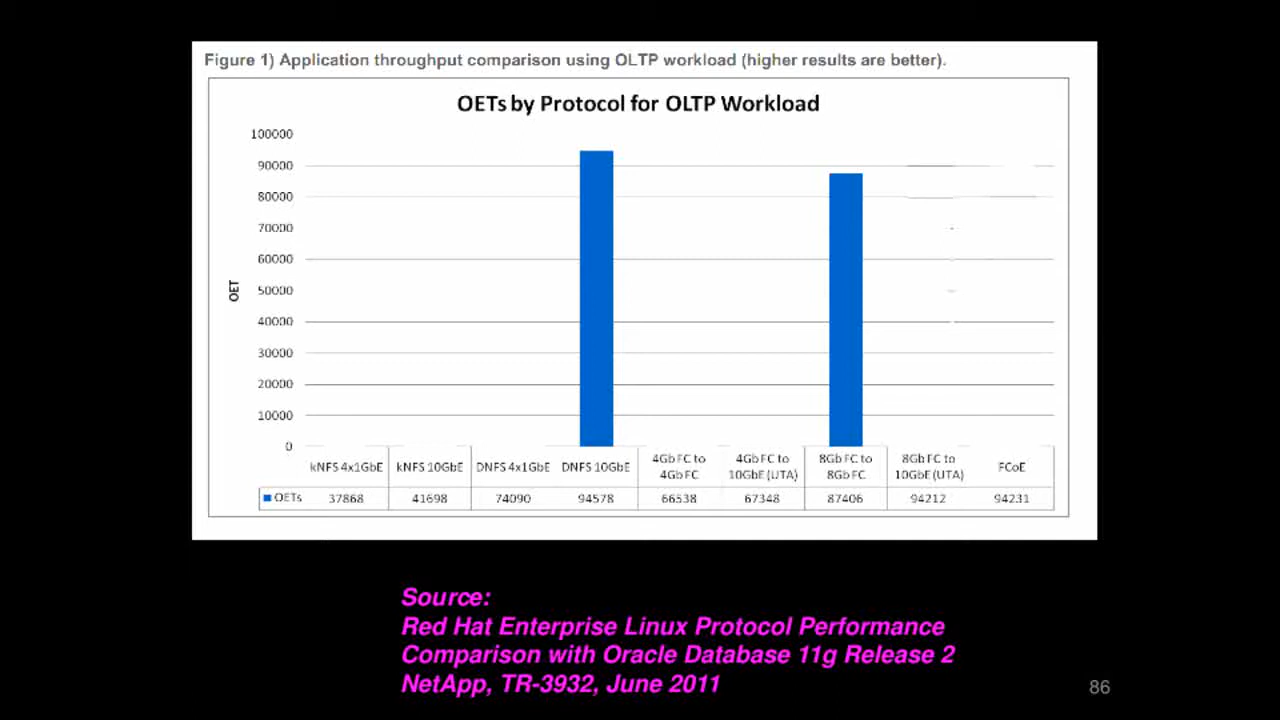 Figure 1) Application throughput comparison using OLTP workload (higher results are better).
OETs by Protocol for OLTP Workload
100000
90000
80000
70000
60000
50000
40000
30000
20000
10000
0
OET
kNFS 4x1GbE kNFS 10GbE DNFS 4x1GbE DNFS 10GbE 4Gb FC to 4Gb FC 4Gb FC to 10GbE (UTA) 8Gb FC to 8Gb FC 8Gb FC to 10GbE (UTA) FCoE
OETs 37868 41698 74090 94578 66538 67348 87406 94212 94231
Source:
Red Hat Enterprise Linux Protocol Performance
Comparison with Oracle Database 11g Release 2
NetApp, TR-3932, June 2011
86